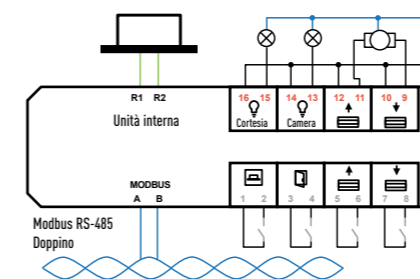 R1 R2
16 15 14 13 12 11 10 9
Unità interna
Cortesia Camera
MODBUS
A B
1 2 3 4 5 6 7 8
Modbus RS-485
Doppino